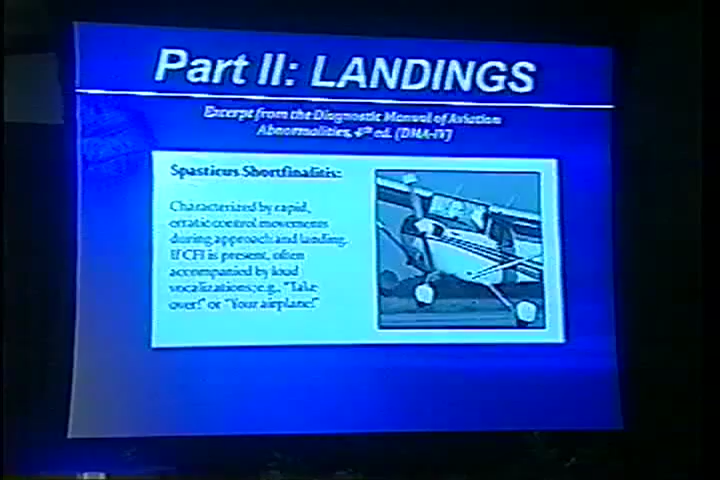 Part II: LANDINGS
Excerpt from the Diagnostic Manual of Aviation
Abnormalities, 4th ed. (DMA-IV)
Spasticus Shortfinalitis:
Characterized by rapid,
erratic control movements
during approach and landing.
If CFI is present, often
accompanied by loud
vocalizations; e.g., "Take
over!" or "Your airplane!"